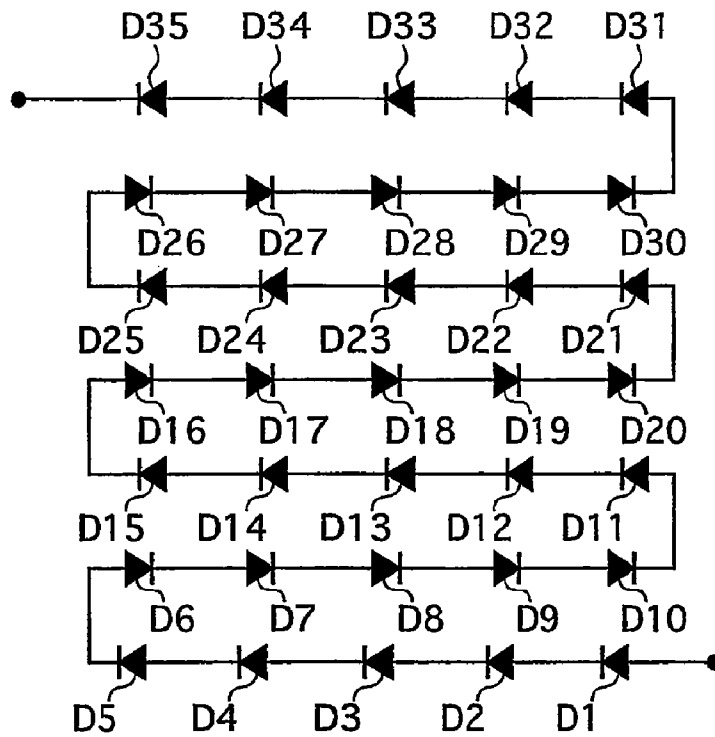 D35 D34 D33 D32 D31
D26 D27 D28 D29 D30
D25 D24 D23 D22 D21
D16 D17 D18 D19 D20
D15 D14 D13 D12 D11
D6 D7 D8 D9 D10
D5 D4 D3 D2 D1